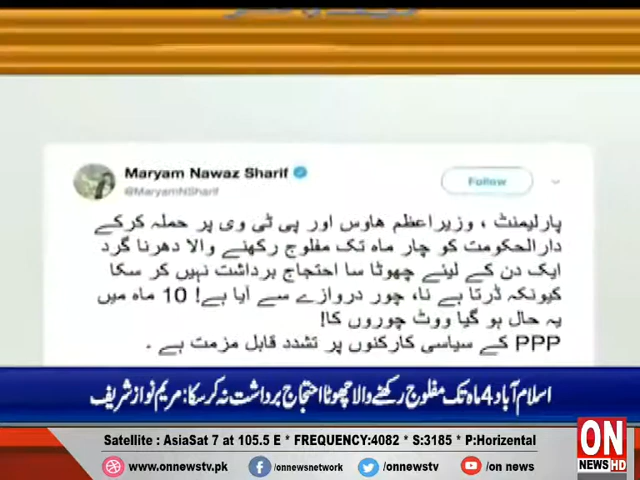 Maryam Nawaz Sharif
@MaryamNSharif
Follow
پارلیمنٹ ، وزیراعظم ھاوس اور پی ٹی وی پر حملہ کرکے
دارالحکومت کو چار ماہ تک مفلوج رکھنے والا دھرنا گرد
ایک دن کے لیئے چھوٹا سا احتجاج برداشت نہیں کر سکا
کیونکہ ڈرتا ہے نا، چور دروازے سے آیا ہے! 10 ماہ میں
یہ حال ہو گیا ووٹ چوروں کا!
PPP کے سیاسی کارکنوں پر تشدد قابل مزمت ہے ۔
اسلام آباد 4 ماہ تک مفلوج رکھنے والا چھوٹا احتجاج برداشت نہ کر سکا: مریم نواز شریف
Satellite : AsiaSat 7 at 105.5 E * FREQUENCY:4082 * S:3185 * P:Horizental
www.onnewstv.pk /onnewsnetwork /onnewstv /on news
ON
NEWS HD